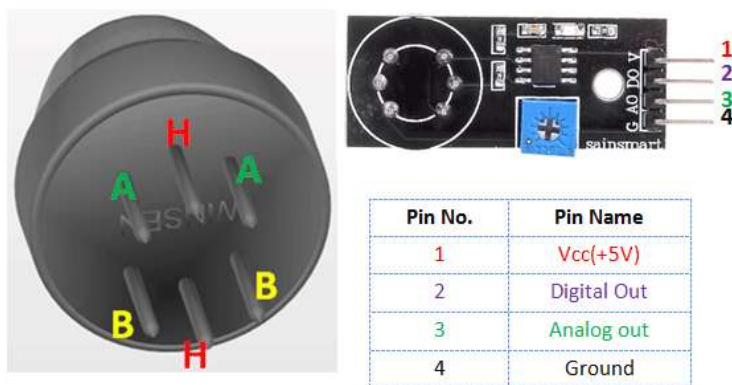 H
A
A
WINSEN
B
B
H
V
DO
AO
G
1
2
3
4
sainsmart
Pin No. Pin Name
1 Vcc(+5V)
2 Digital Out
3 Analog out
4 Ground